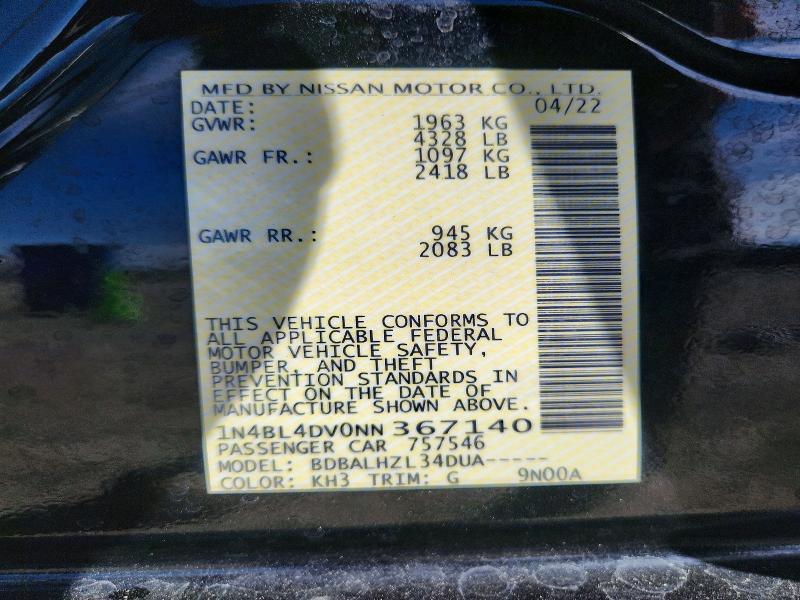 MFD BY NISSAN MOTOR CO., LTD.
DATE: 04/22
GVWR: 1963 KG
4328 LB
GAWR FR.: 1097 KG
2418 LB
GAWR RR.: 945 KG
2083 LB
THIS VEHICLE CONFORMS TO
ALL APPLICABLE FEDERAL
MOTOR VEHICLE SAFETY,
BUMPER, AND THEFT
PREVENTION STANDARDS IN
EFFECT ON THE DATE OF
MANUFACTURE SHOWN ABOVE.
1N4BL4DV0NN 367140
PASSENGER CAR 757546
MODEL: BDBALHZL34DUA-----
COLOR: KH3 TRIM: G 9N00A